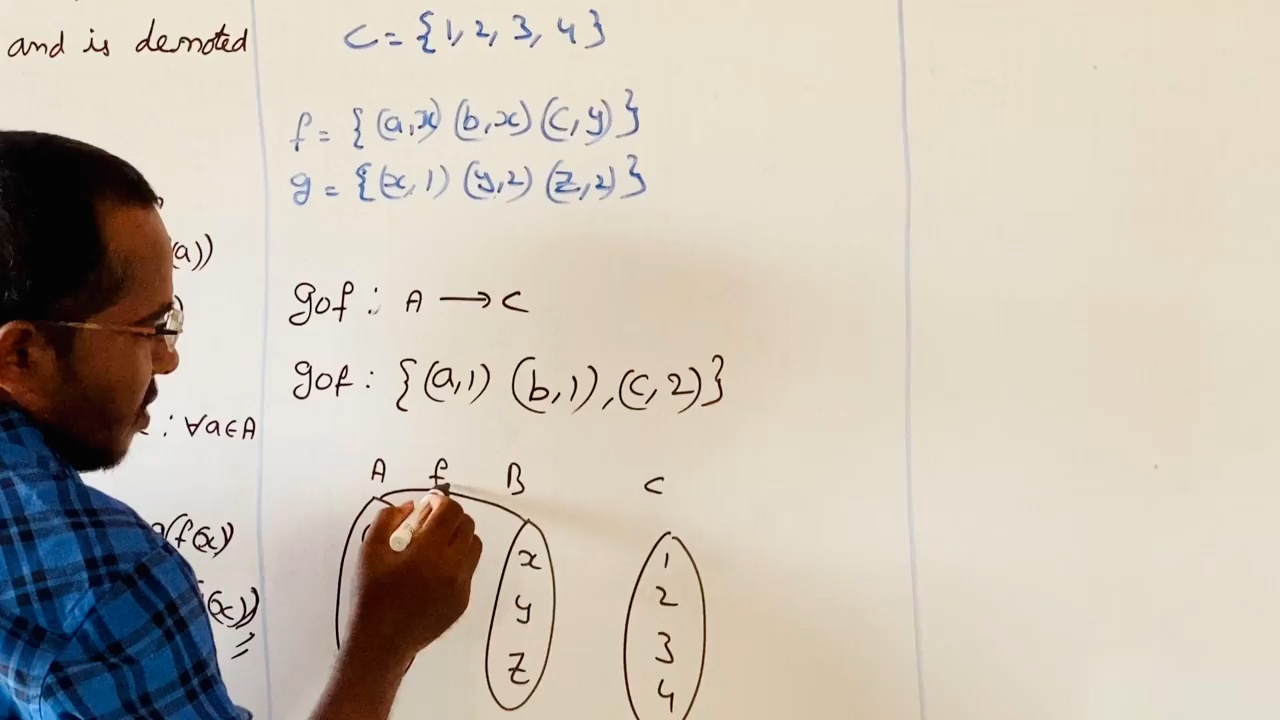 and is denoted
C = {1, 2, 3, 4}
f = {(a,x) (b,x) (c,y)}
g = {(x,1) (y,2) (z,2)}
(a))
gof : A → C
gof : {(a,1) (b,1), (c,2)}
: ∀a∈A
A f B C
(f(x))
(x))
x 1
y 2
z 3
4